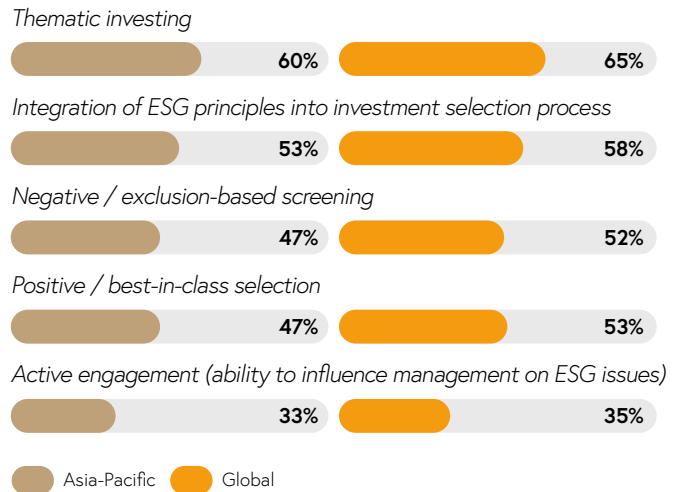 Thematic investing
60% 65%
Integration of ESG principles into investment selection process
53% 58%
Negative / exclusion-based screening
47% 52%
Positive / best-in-class selection
47% 53%
Active engagement (ability to influence management on ESG issues)
33% 35%
Asia-Pacific Global